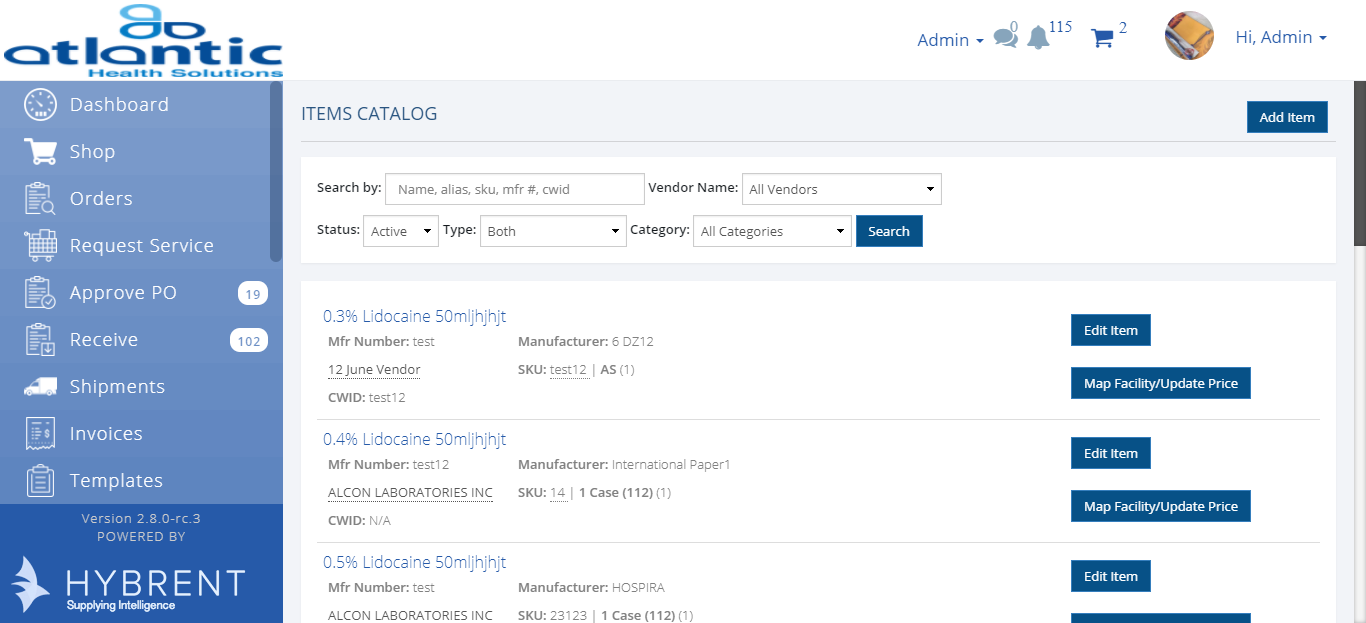 atlantic
Health Solutions
Admin 0 115 2 Hi, Admin
Dashboard
Shop
Orders
Request Service
Approve PO 19
Receive 102
Shipments
Invoices
Templates
Version 2.8.0-rc.3
POWERED BY
HYBRENT
Supplying Intelligence
ITEMS CATALOG
Add Item
Search by: Name, alias, sku, mfr #, cwid Vendor Name: All Vendors
Status: Active Type: Both Category: All Categories Search
0.3% Lidocaine 50mljhjhjt
Mfr Number: test Manufacturer: 6 DZ12
Edit Item
12 June Vendor SKU: test12 | AS (1)
Map Facility/Update Price
CWID: test12
0.4% Lidocaine 50mljhjhjt
Mfr Number: test12 Manufacturer: International Paper1
Edit Item
ALCON LABORATORIES INC SKU: 14 | 1 Case (112) (1)
Map Facility/Update Price
CWID: N/A
0.5% Lidocaine 50mljhjhjt
Mfr Number: test Manufacturer: HOSPIRA
Edit Item
ALCON LABORATORIES INC SKU: 23123 | 1 Case (112) (1)